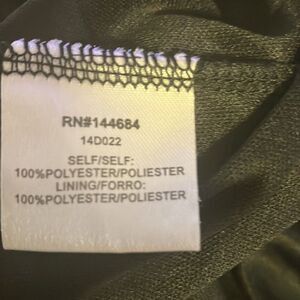 RN#144684
14D022
SELF/SELF:
100%POLYESTER/POLIESTER
LINING/FORRO:
100%POLYESTER/POLIESTER